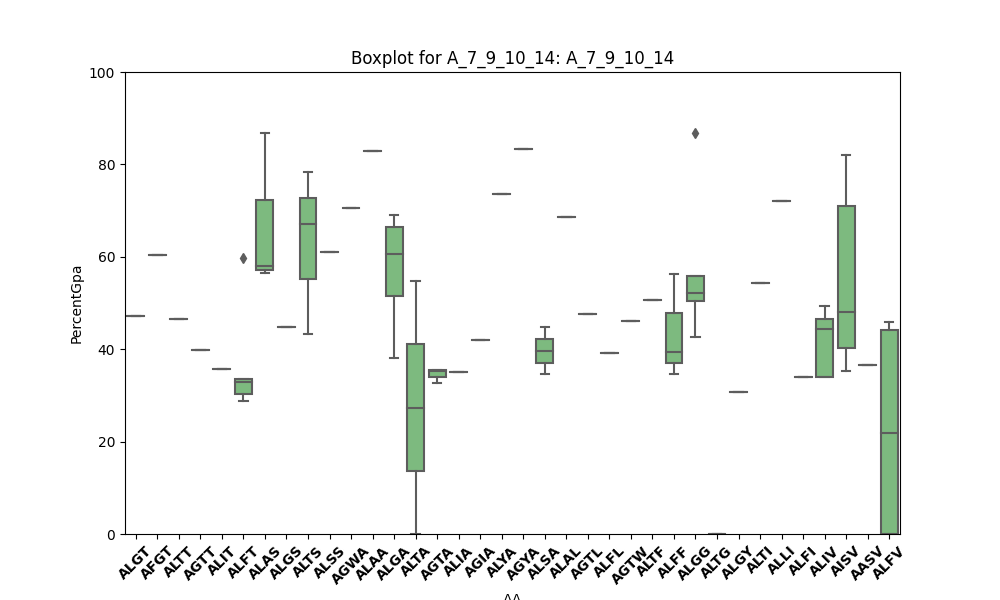 Boxplot for A_7_9_10_14: A_7_9_10_14
100
80
60
40
20
0
PercentGpa
ALGT
AFGT
ALTT
AGTT
ALIT
ALFT
ALAS
ALGS
ALTS
ALSS
AGWA
ALAA
ALGA
ALTA
AGTA
ALIA
AGIA
ALYA
AGYA
ALSA
ALAL
AGTL
ALFL
AGTW
ALTF
ALFF
ALGG
ALTG
ALGY
ALTI
ALLI
ALFI
ALIV
AISV
AASV
ALFV
AA